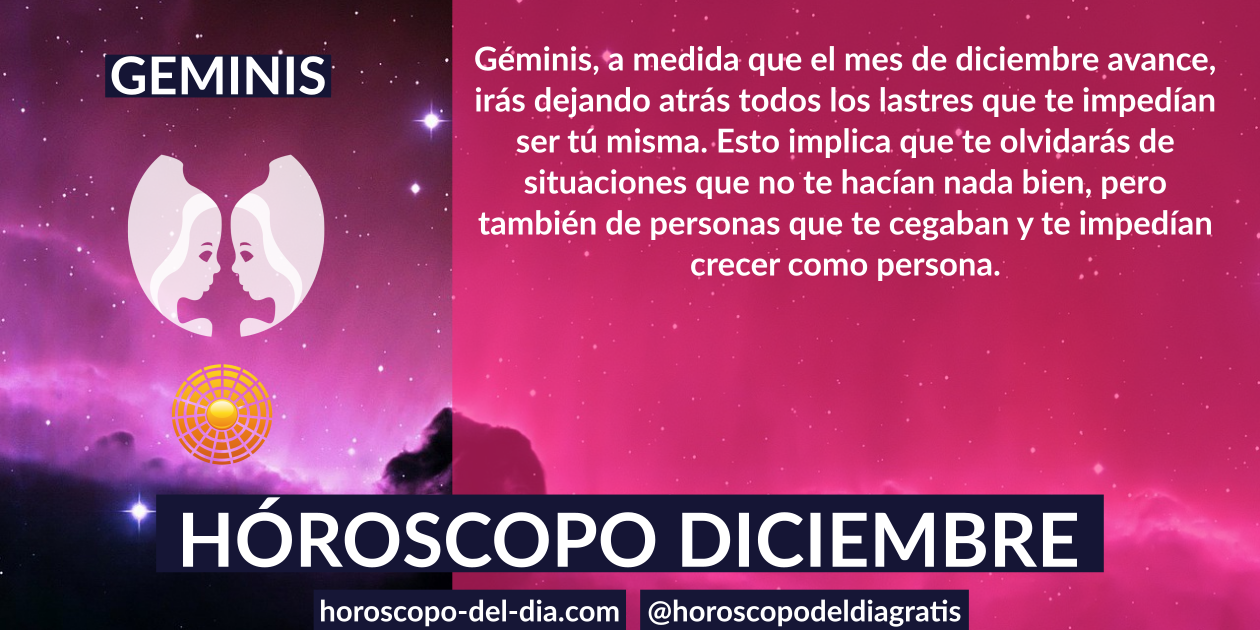 GEMINIS
Géminis, a medida que el mes de diciembre avance,
irás dejando atrás todos los lastres que te impedían
ser tú misma. Esto implica que te olvidarás de
situaciones que no te hacían nada bien, pero
también de personas que te cegaban y te impedían
crecer como persona.
HÓROSCOPO DICIEMBRE
horoscopo-del-dia.com
@horoscopodeldiagratis